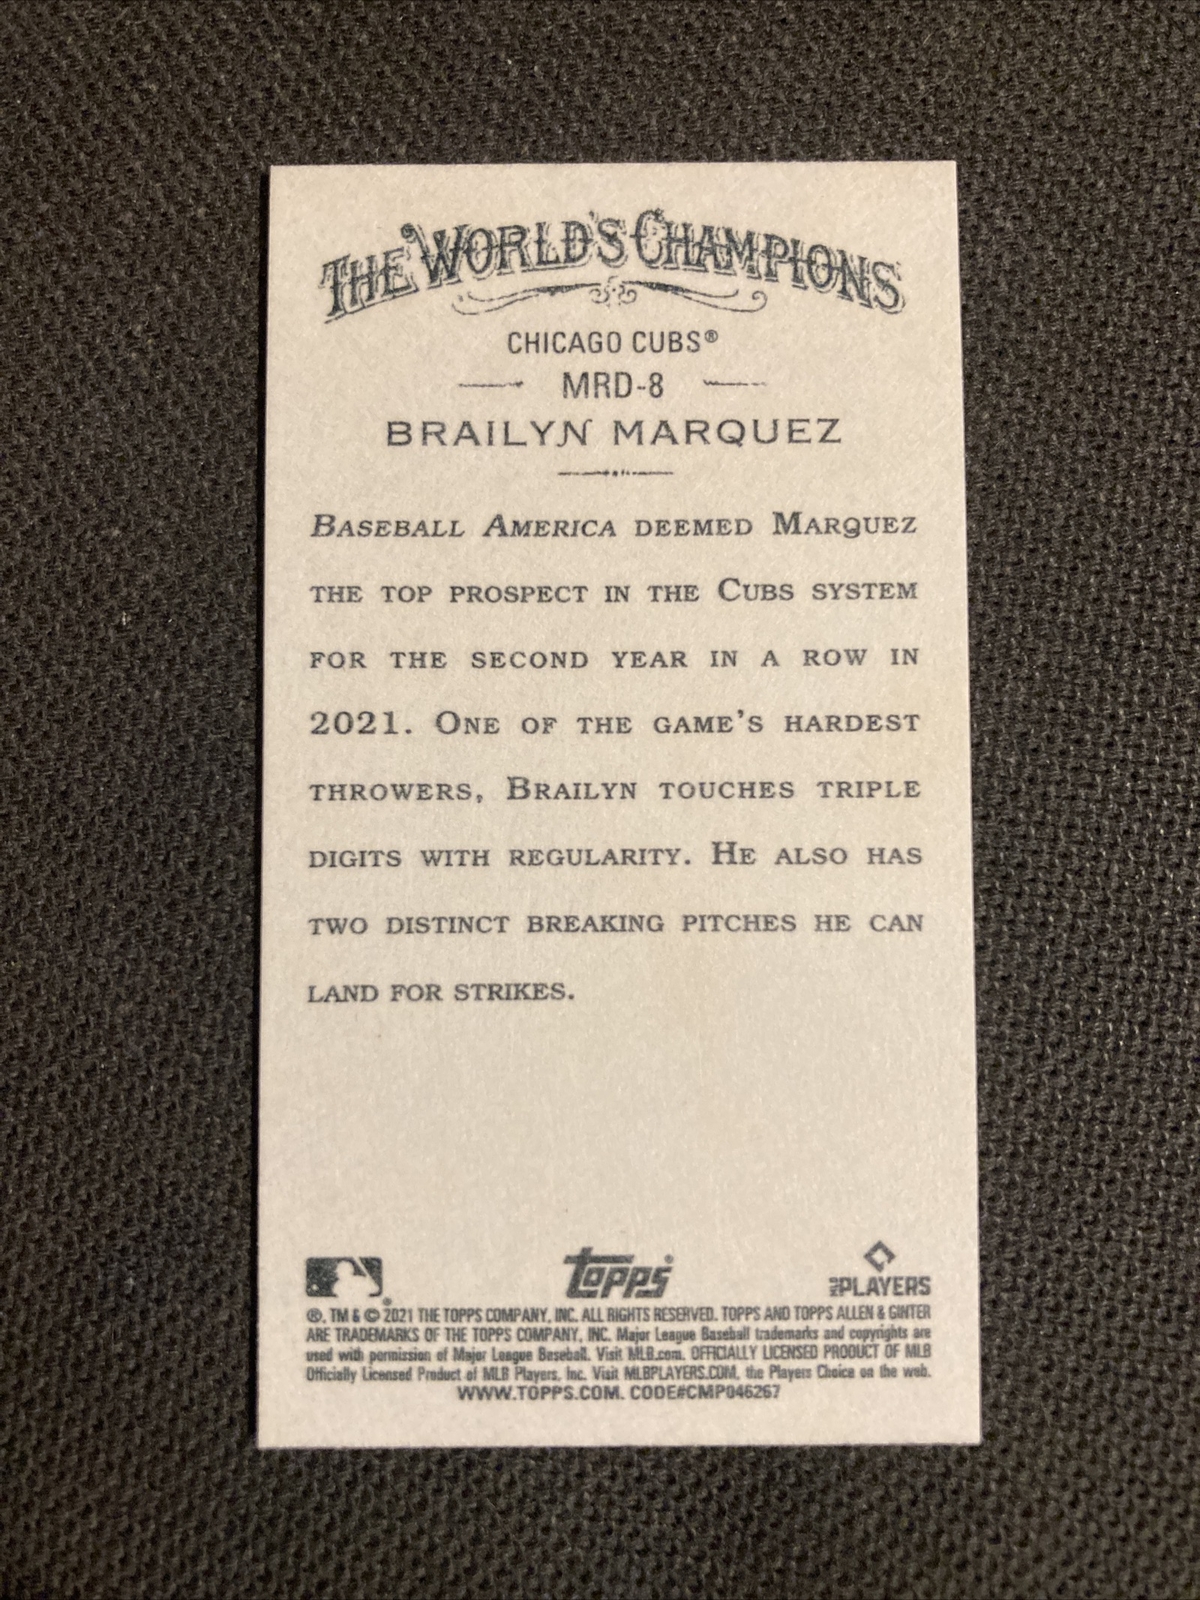 THE WORLD'S CHAMPIONS
CHICAGO CUBS®
MRD-8
BRAILYN MARQUEZ
BASEBALL AMERICA DEEMED MARQUEZ
THE TOP PROSPECT IN THE CUBS SYSTEM
FOR THE SECOND YEAR IN A ROW IN
2021. ONE OF THE GAME'S HARDEST
THROWERS, BRAILYN TOUCHES TRIPLE
DIGITS WITH REGULARITY. HE ALSO HAS
TWO DISTINCT BREAKING PITCHES HE CAN
LAND FOR STRIKES.
topps®
MLB PLAYERS
®, TM & © 2021 THE TOPPS COMPANY, INC. ALL RIGHTS RESERVED. TOPPS AND TOPPS ALLEN & GINTER
ARE TRADEMARKS OF THE TOPPS COMPANY, INC. Major League Baseball trademarks and copyrights are
used with permission of Major League Baseball. Visit MLB.com. OFFICIALLY LICENSED PRODUCT OF MLB
Officially Licensed Product of MLB Players, Inc. Visit MLBPLAYERS.COM, the Players Choice on the web.
WWW.TOPPS.COM. CODE#CMP046267